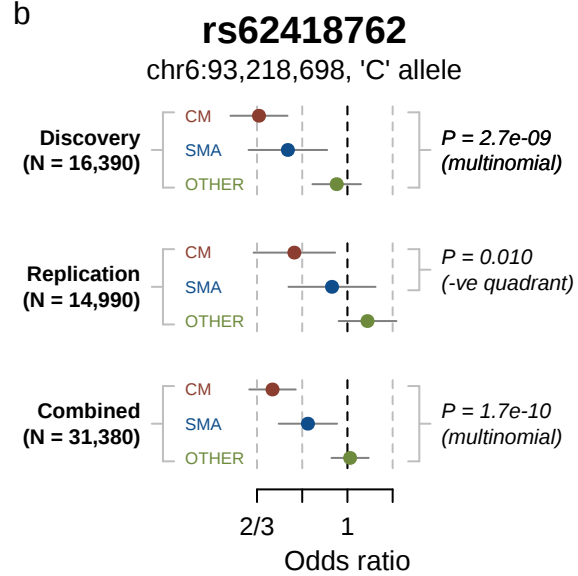 b
rs62418762
chr6:93,218,698, 'C' allele
Discovery
(N = 16,390)
CM
SMA
OTHER
P = 2.7e-09
(multinomial)
Replication
(N = 14,990)
CM
SMA
OTHER
P = 0.010
(-ve quadrant)
Combined
(N = 31,380)
CM
SMA
OTHER
P = 1.7e-10
(multinomial)
2/3 1
Odds ratio